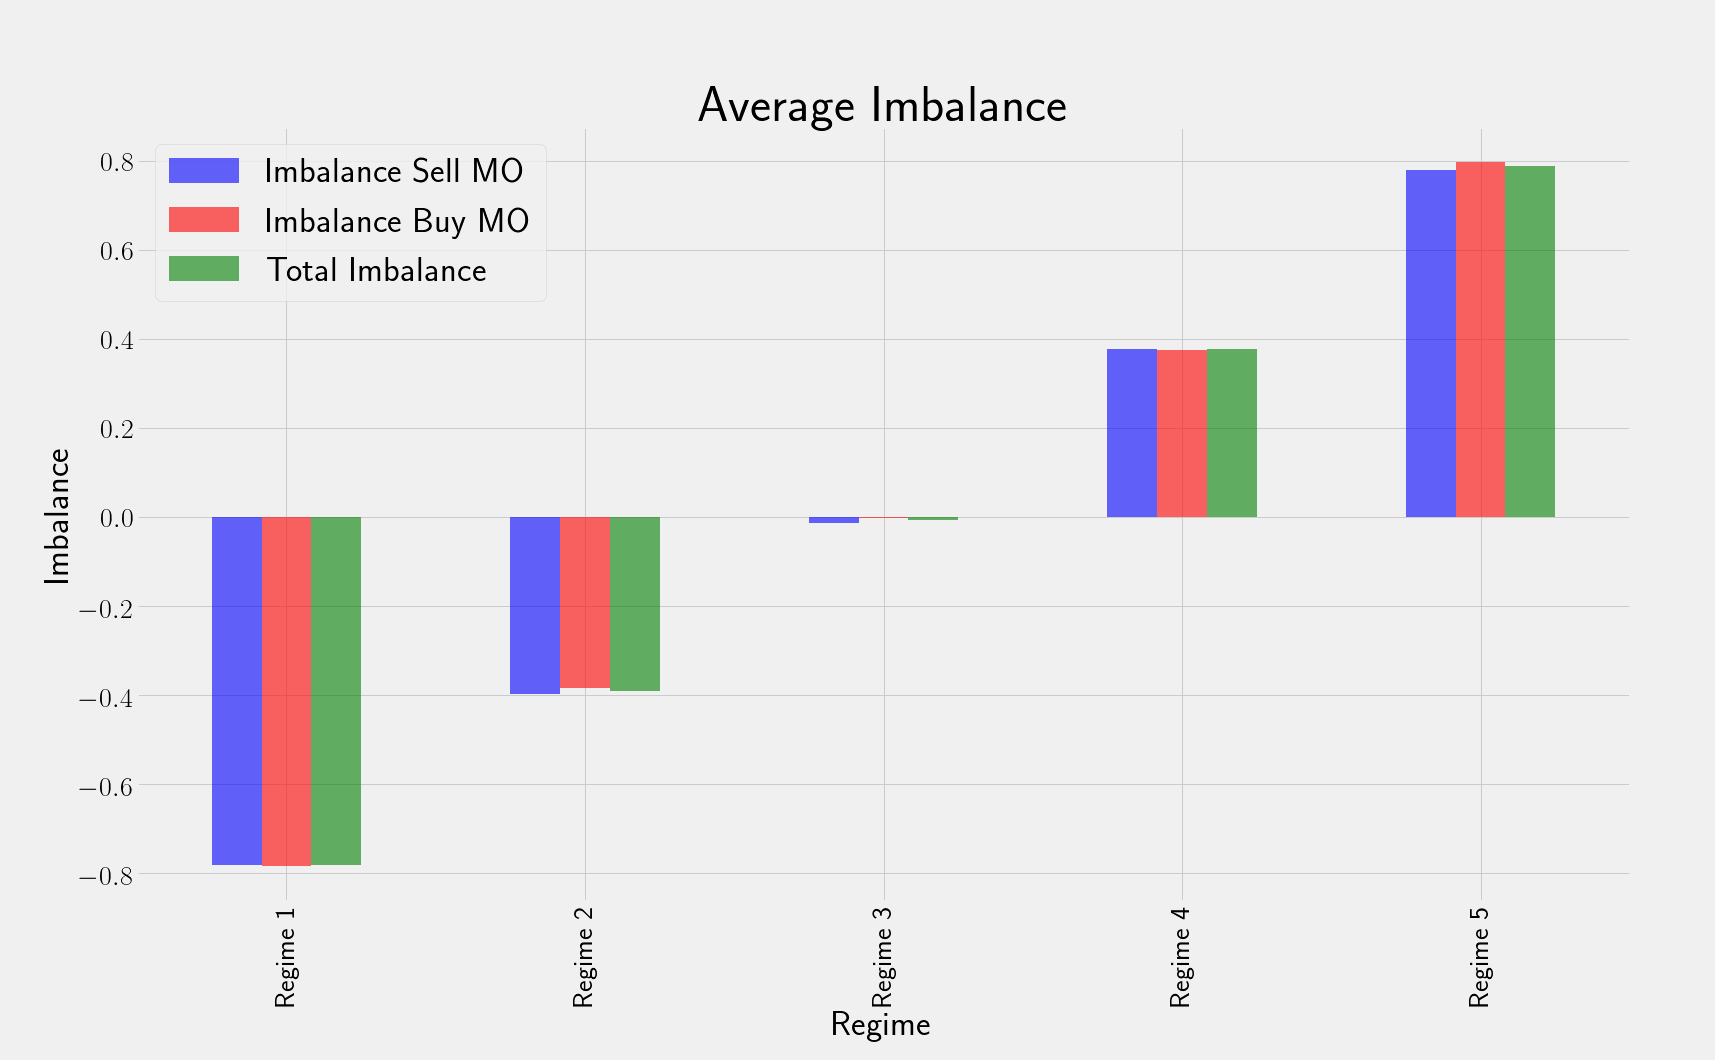 Average Imbalance
Imbalance Sell MO
Imbalance Buy MO
Total Imbalance
0.8
0.6
0.4
0.2
0.0
−0.2
−0.4
−0.6
−0.8
Imbalance
Regime 1
Regime 2
Regime 3
Regime 4
Regime 5
Regime